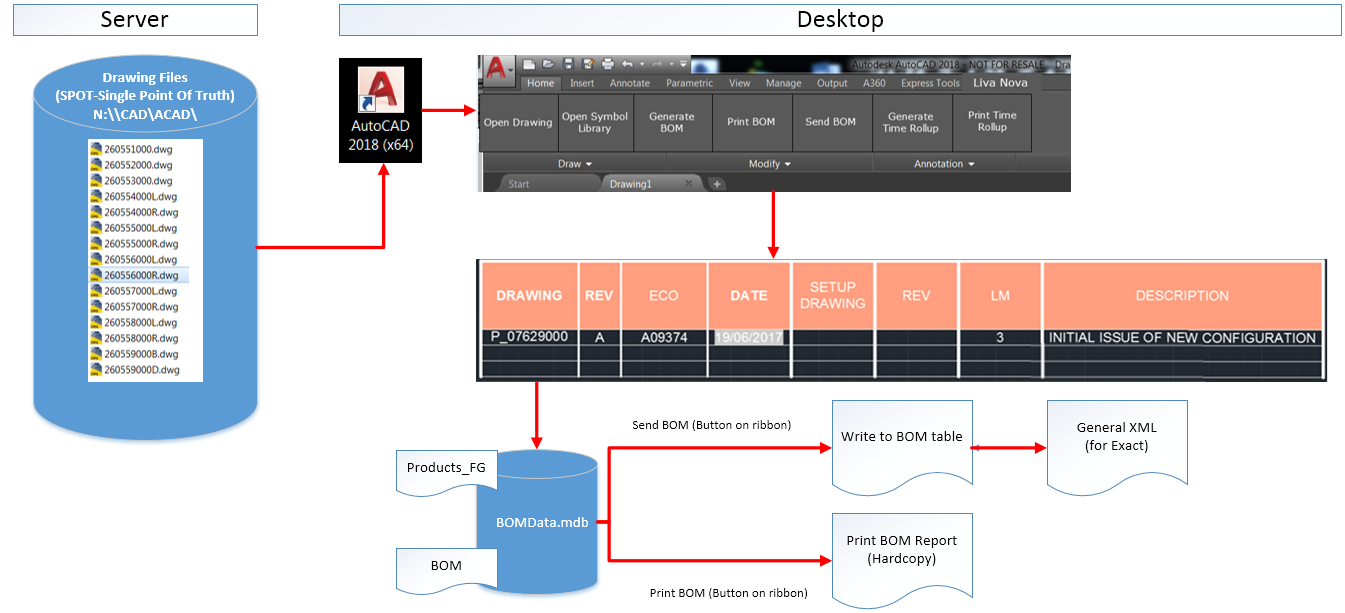 Server
Desktop
Drawing Files
(SPOT-Single Point Of Truth)
N:\\CAD\ACAD\
260551000.dwg
260552000.dwg
260553000.dwg
260554000L.dwg
260554000R.dwg
260555000L.dwg
260555000R.dwg
260556000L.dwg
260556000R.dwg
260557000L.dwg
260557000R.dwg
260558000L.dwg
260558000R.dwg
260559000B.dwg
260559000D.dwg
AutoCAD
2018 (x64)
Autodesk AutoCAD 2018 - NOT FOR RESALE Dra
Home Insert Annotate Parametric View Manage Output A360 Express Tools Liva Nova
Open Drawing
Open Symbol
Library
Generate
BOM
Print BOM
Send BOM
Generate
Time Rollup
Print Time
Rollup
Draw Modify Annotation
Start Drawing1
DRAWING REV ECO DATE SETUP DRAWING REV LM DESCRIPTION
P_07629000 A A09374 19/06/2017 3 INITIAL ISSUE OF NEW CONFIGURATION
Products_FG
BOMData.mdb
BOM
Send BOM (Button on ribbon)
Write to BOM table
General XML
(for Exact)
Print BOM Report
(Hardcopy)
Print BOM (Button on ribbon)